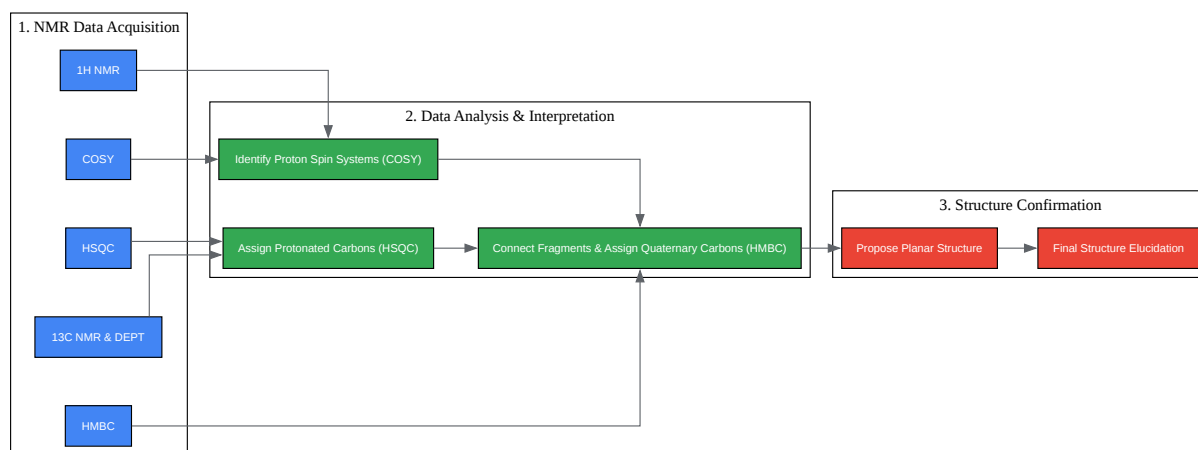 1. NMR Data Acquisition
1H NMR
COSY
HSQC
13C NMR & DEPT
HMBC
2. Data Analysis & Interpretation
Identify Proton Spin Systems (COSY)
Assign Protonated Carbons (HSQC)
Connect Fragments & Assign Quaternary Carbons (HMBC)
3. Structure Confirmation
Propose Planar Structure
Final Structure Elucidation